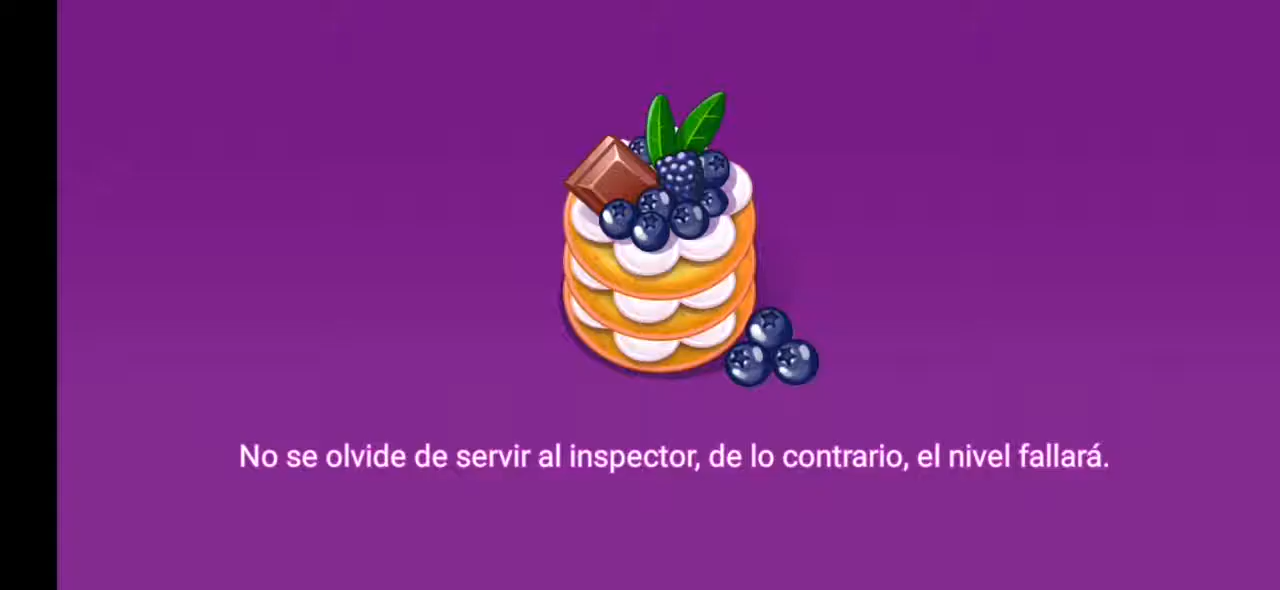 No se olvide de servir al inspector, de lo contrario, el nivel fallará.